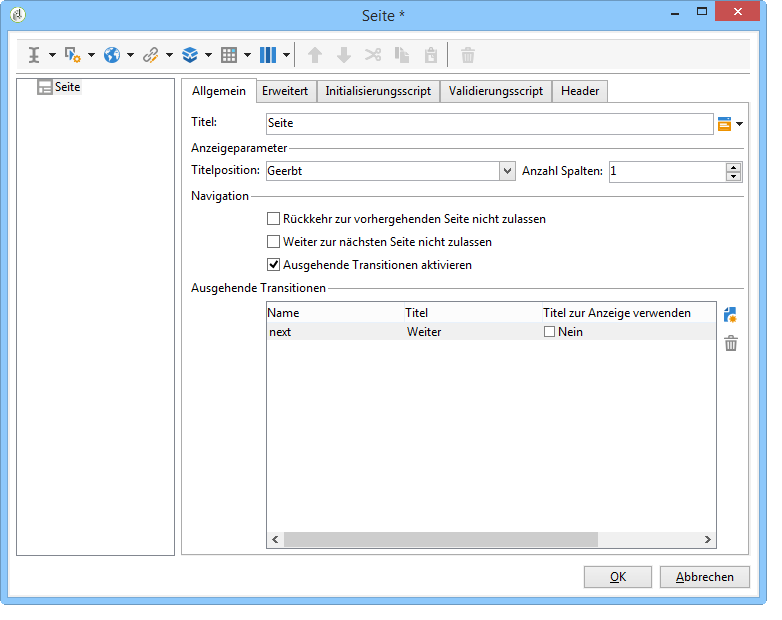 Seite *
Seite
Allgemein Erweitert Initialisierungsscript Validierungsscript Header
Titel: Seite
Anzeigeparameter
Titelposition: Geerbt Anzahl Spalten: 1
Navigation
Rückkehr zur vorhergehenden Seite nicht zulassen
Weiter zur nächsten Seite nicht zulassen
Ausgehende Transitionen aktivieren
Ausgehende Transitionen
Name Titel Titel zur Anzeige verwenden
next Weiter Nein
OK Abbrechen